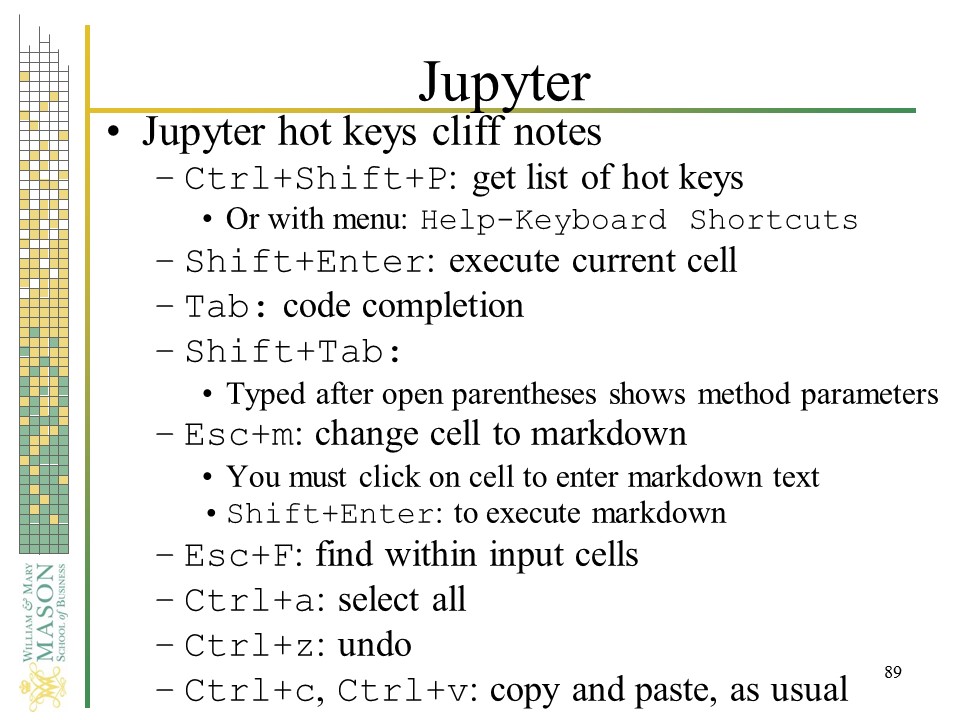 Jupyter
• Jupyter hot keys cliff notes
– Ctrl+Shift+P: get list of hot keys
• Or with menu: Help-Keyboard Shortcuts
– Shift+Enter: execute current cell
– Tab: code completion
– Shift+Tab:
• Typed after open parentheses shows method parameters
– Esc+m: change cell to markdown
• You must click on cell to enter markdown text
• Shift+Enter: to execute markdown
– Esc+F: find within input cells
– Ctrl+a: select all
– Ctrl+z: undo
– Ctrl+c, Ctrl+v: copy and paste, as usual
89
WILLIAM & MARY
MASON
SCHOOL of BUSINESS